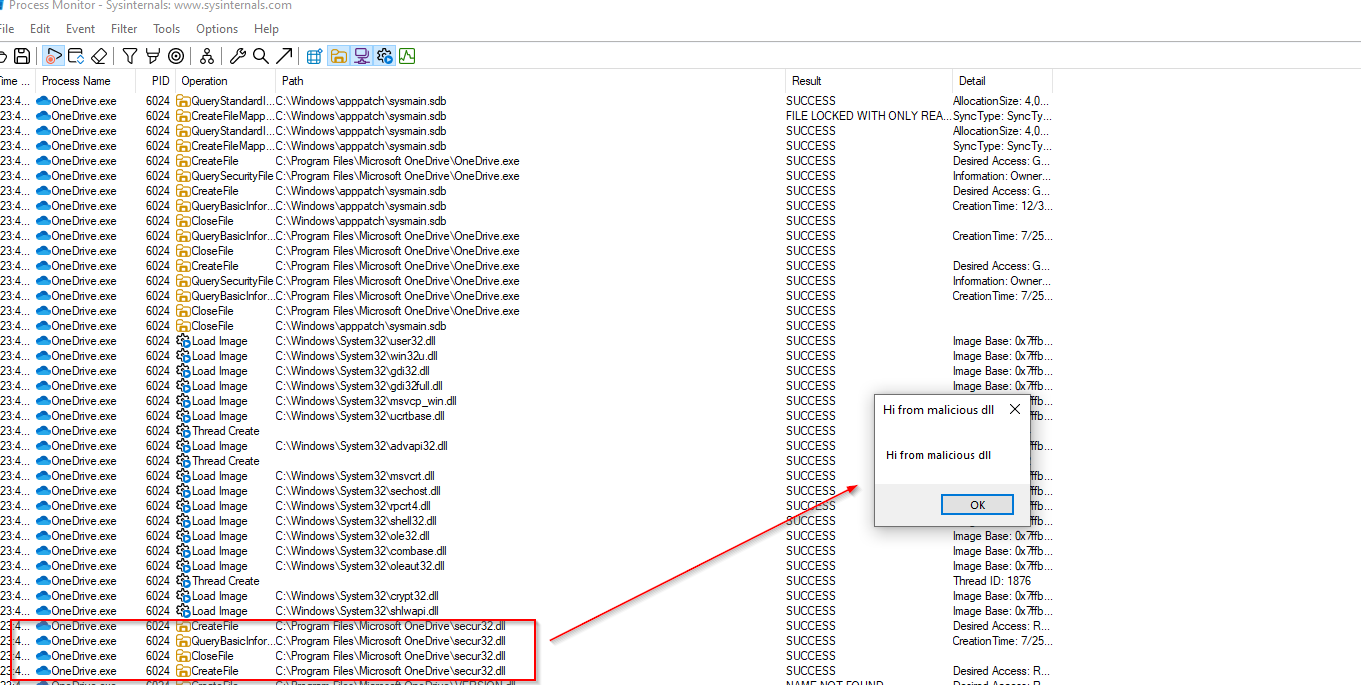 Process Monitor - Sysinternals: www.sysinternals.com
File Edit Event Filter Tools Options Help
Time ... Process Name PID Operation Path Result Detail
23:4... OneDrive.exe 6024 QueryStandardI... C:\Windows\apppatch\sysmain.sdb SUCCESS AllocationSize: 4,0...
23:4... OneDrive.exe 6024 CreateFileMapp... C:\Windows\apppatch\sysmain.sdb FILE LOCKED WITH ONLY REA... SyncType: SyncTy...
23:4... OneDrive.exe 6024 QueryStandardI... C:\Windows\apppatch\sysmain.sdb SUCCESS AllocationSize: 4,0...
23:4... OneDrive.exe 6024 CreateFileMapp... C:\Windows\apppatch\sysmain.sdb SUCCESS SyncType: SyncTy...
23:4... OneDrive.exe 6024 CreateFile C:\Program Files\Microsoft OneDrive\OneDrive.exe SUCCESS Desired Access: G...
23:4... OneDrive.exe 6024 QuerySecurityFile C:\Program Files\Microsoft OneDrive\OneDrive.exe SUCCESS Information: Owner...
23:4... OneDrive.exe 6024 CreateFile C:\Windows\apppatch\sysmain.sdb SUCCESS Desired Access: G...
23:4... OneDrive.exe 6024 QueryBasicInfor... C:\Windows\apppatch\sysmain.sdb SUCCESS CreationTime: 12/3...
23:4... OneDrive.exe 6024 CloseFile C:\Windows\apppatch\sysmain.sdb SUCCESS
23:4... OneDrive.exe 6024 QueryBasicInfor... C:\Program Files\Microsoft OneDrive\OneDrive.exe SUCCESS CreationTime: 7/25...
23:4... OneDrive.exe 6024 CloseFile C:\Program Files\Microsoft OneDrive\OneDrive.exe SUCCESS
23:4... OneDrive.exe 6024 CreateFile C:\Program Files\Microsoft OneDrive\OneDrive.exe SUCCESS Desired Access: G...
23:4... OneDrive.exe 6024 QuerySecurityFile C:\Program Files\Microsoft OneDrive\OneDrive.exe SUCCESS Information: Owner...
23:4... OneDrive.exe 6024 QueryBasicInfor... C:\Program Files\Microsoft OneDrive\OneDrive.exe SUCCESS CreationTime: 7/25...
23:4... OneDrive.exe 6024 CloseFile C:\Program Files\Microsoft OneDrive\OneDrive.exe SUCCESS
23:4... OneDrive.exe 6024 CloseFile C:\Windows\apppatch\sysmain.sdb SUCCESS
23:4... OneDrive.exe 6024 Load Image C:\Windows\System32\user32.dll SUCCESS Image Base: 0x7ffb...
23:4... OneDrive.exe 6024 Load Image C:\Windows\System32\win32u.dll SUCCESS Image Base: 0x7ffb...
23:4... OneDrive.exe 6024 Load Image C:\Windows\System32\gdi32.dll SUCCESS Image Base: 0x7ffb...
23:4... OneDrive.exe 6024 Load Image C:\Windows\System32\gdi32full.dll SUCCESS Image Base: 0x7ffb...
23:4... OneDrive.exe 6024 Load Image C:\Windows\System32\msvcp_win.dll SUCCESS ffb...
23:4... OneDrive.exe 6024 Load Image C:\Windows\System32\ucrtbase.dll SUCCESS ffb...
23:4... OneDrive.exe 6024 Thread Create SUCCESS
23:4... OneDrive.exe 6024 Load Image C:\Windows\System32\advapi32.dll SUCCESS ffb...
23:4... OneDrive.exe 6024 Thread Create SUCCESS
23:4... OneDrive.exe 6024 Load Image C:\Windows\System32\msvcrt.dll SUCCESS ffb...
23:4... OneDrive.exe 6024 Load Image C:\Windows\System32\sechost.dll SUCCESS ffb...
23:4... OneDrive.exe 6024 Load Image C:\Windows\System32\rpcrt4.dll SUCCESS ffb...
23:4... OneDrive.exe 6024 Load Image C:\Windows\System32\shell32.dll SUCCESS ffb...
23:4... OneDrive.exe 6024 Load Image C:\Windows\System32\ole32.dll SUCCESS Image Base: 0x7ffb...
23:4... OneDrive.exe 6024 Load Image C:\Windows\System32\combase.dll SUCCESS Image Base: 0x7ffb...
23:4... OneDrive.exe 6024 Load Image C:\Windows\System32\oleaut32.dll SUCCESS Image Base: 0x7ffb...
23:4... OneDrive.exe 6024 Thread Create SUCCESS Thread ID: 1876
23:4... OneDrive.exe 6024 Load Image C:\Windows\System32\crypt32.dll SUCCESS Image Base: 0x7ffb...
23:4... OneDrive.exe 6024 Load Image C:\Windows\System32\shlwapi.dll SUCCESS Image Base: 0x7ffb...
23:4... OneDrive.exe 6024 CreateFile C:\Program Files\Microsoft OneDrive\secur32.dll SUCCESS Desired Access: R...
23:4... OneDrive.exe 6024 QueryBasicInfor... C:\Program Files\Microsoft OneDrive\secur32.dll SUCCESS CreationTime: 7/25...
23:4... OneDrive.exe 6024 CloseFile C:\Program Files\Microsoft OneDrive\secur32.dll SUCCESS
23:4... OneDrive.exe 6024 CreateFile C:\Program Files\Microsoft OneDrive\secur32.dll SUCCESS Desired Access: R...
Hi from malicious dll
Hi from malicious dll
OK